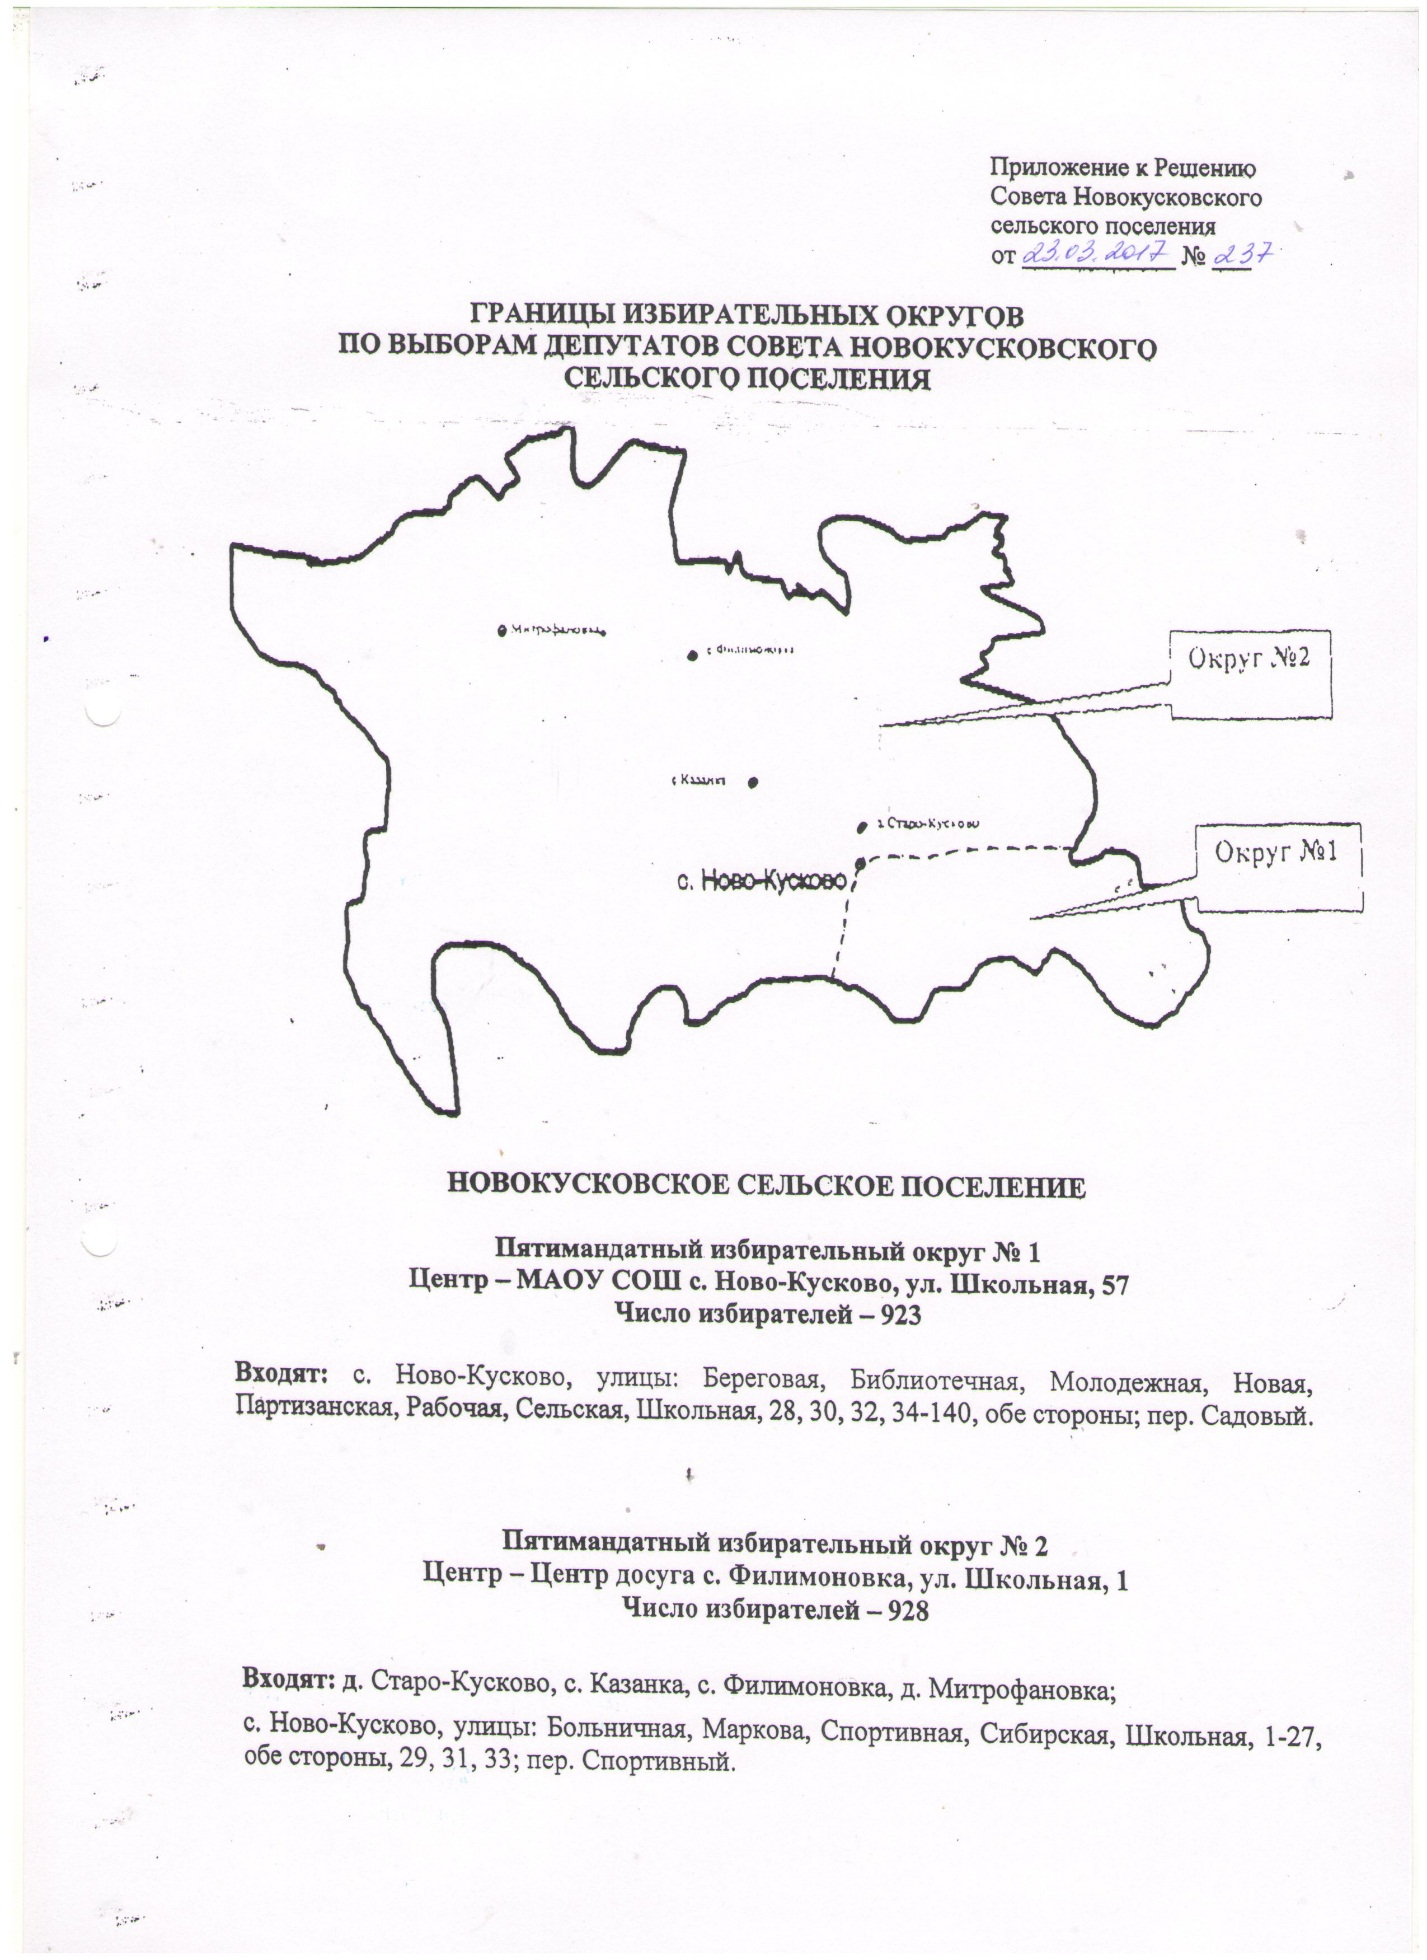 Приложение к Решению
Совета Новокусковского
сельского поселения
от 23.03.2017 № 237
ГРАНИЦЫ ИЗБИРАТЕЛЬНЫХ ОКРУГОВ
ПО ВЫБОРАМ ДЕПУТАТОВ СОВЕТА НОВОКУСКОВСКОГО
СЕЛЬСКОГО ПОСЕЛЕНИЯ
Митрофановка
с Филимоновка
Округ №2
с Казанка
д Старо-Кусково
Округ №1
с. Ново-Кусково
НОВОКУСКОВСКОЕ СЕЛЬСКОЕ ПОСЕЛЕНИЕ
Пятимандатный избирательный округ № 1
Центр – МАОУ СОШ с. Ново-Кусково, ул. Школьная, 57
Число избирателей – 923
Входят: с. Ново-Кусково, улицы: Береговая, Библиотечная, Молодежная, Новая,
Партизанская, Рабочая, Сельская, Школьная, 28, 30, 32, 34-140, обе стороны; пер. Садовый.
Пятимандатный избирательный округ № 2
Центр – Центр досуга с. Филимоновка, ул. Школьная, 1
Число избирателей – 928
Входят: д. Старо-Кусково, с. Казанка, с. Филимоновка, д. Митрофановка;
с. Ново-Кусково, улицы: Больничная, Маркова, Спортивная, Сибирская, Школьная, 1-27,
обе стороны, 29, 31, 33; пер. Спортивный.